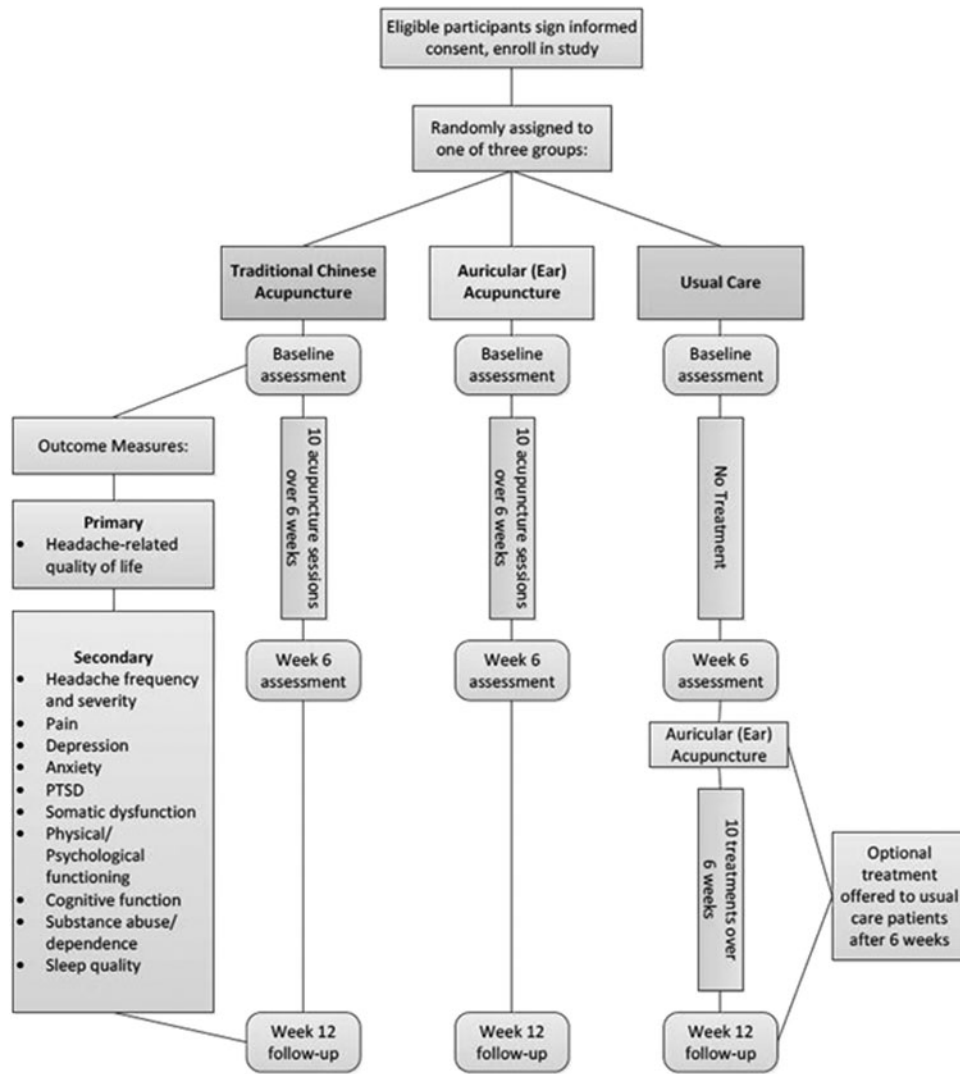 Eligible participants sign informed
consent, enroll in study
Randomly assigned to
one of three groups:
Traditional Chinese
Acupuncture
Auricular (Ear)
Acupuncture
Usual Care
Baseline
assessment
Baseline
assessment
Baseline
assessment
Outcome Measures:
Primary
• Headache-related
quality of life
Secondary
• Headache frequency
and severity
• Pain
• Depression
• Anxiety
• PTSD
• Somatic dysfunction
• Physical/
Psychological
functioning
• Cognitive function
• Substance abuse/
dependence
• Sleep quality
10 acupuncture sessions
over 6 weeks
10 acupuncture sessions
over 6 weeks
No Treatment
Week 6
assessment
Week 6
assessment
Week 6
assessment
Auricular (Ear)
Acupuncture
10 treatments over
6 weeks
Optional
treatment
offered to usual
care patients
after 6 weeks
Week 12
follow-up
Week 12
follow-up
Week 12
follow-up